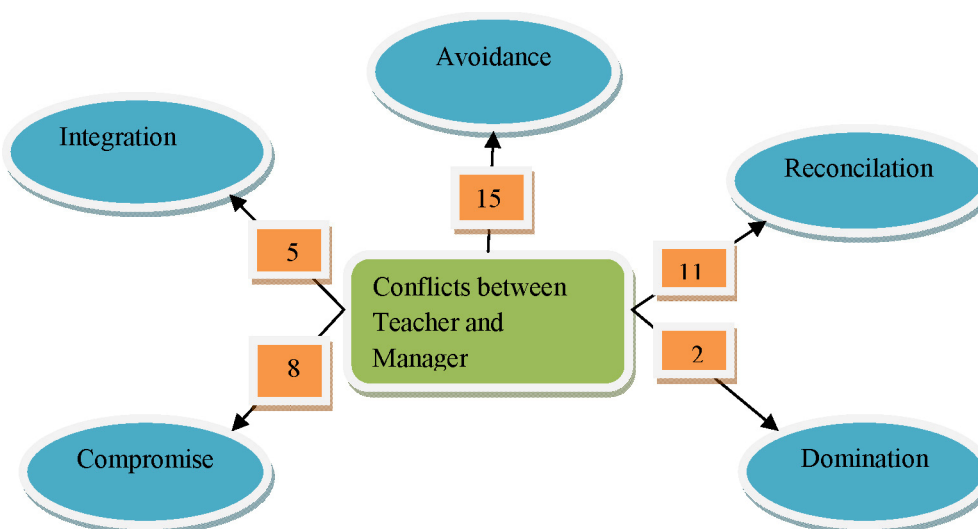 Avoidance
Integration
Reconcilation
15
5
11
Conflicts between
Teacher and
Manager
8
2
Compromise
Domination